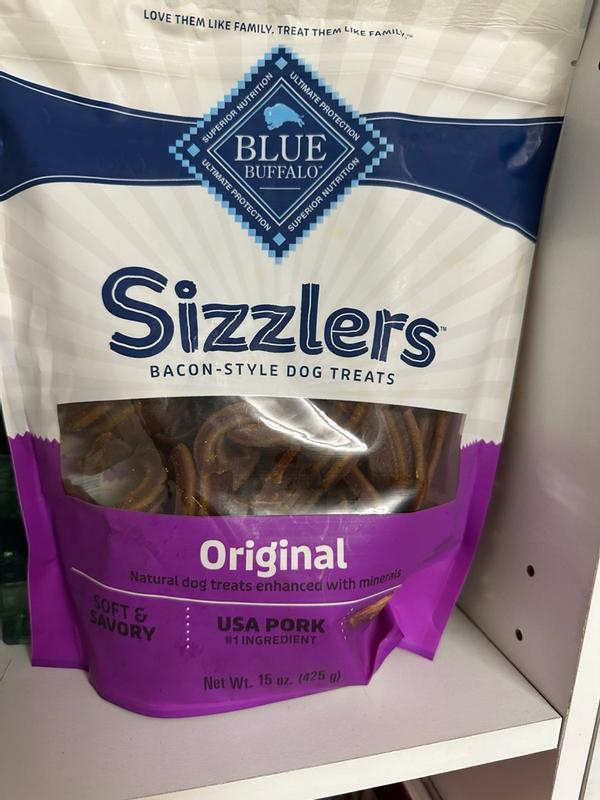 LOVE THEM LIKE FAMILY. TREAT THEM LIKE FAMILY.™
SUPERIOR NUTRITION
ULTIMATE PROTECTION
BLUE
BUFFALO
ULTIMATE PROTECTION
SUPERIOR NUTRITION
Sizzlers™
BACON-STYLE DOG TREATS
Original
Natural dog treats enhanced with minerals
SOFT &
SAVORY
USA PORK
#1 INGREDIENT
Net Wt. 15 oz. (425 g)